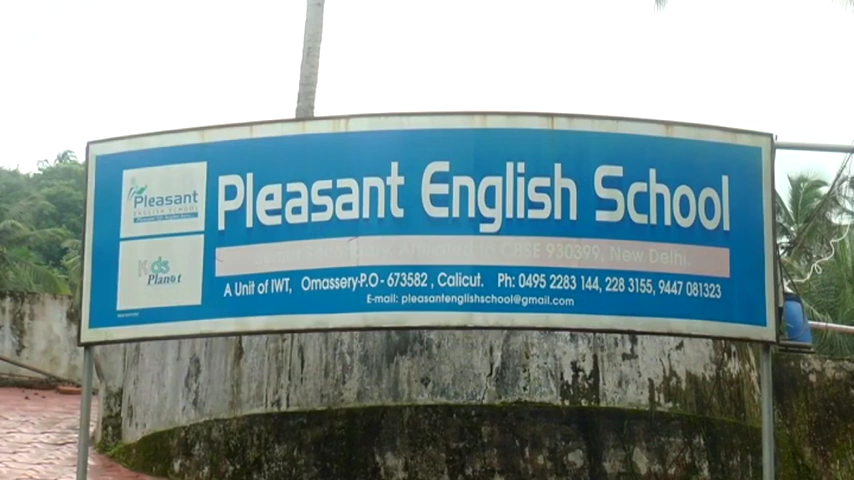 Pleasant
ENGLISH SCHOOL
Kids
Planet
Pleasant English School
Affiliated to CBSE 930399, New Delhi.
A Unit of IWT, Omassery-P.O - 673582 , Calicut. Ph: 0495 2283 144, 228 3155, 9447 081323
E-mail: pleasantenglishschool@gmail.com